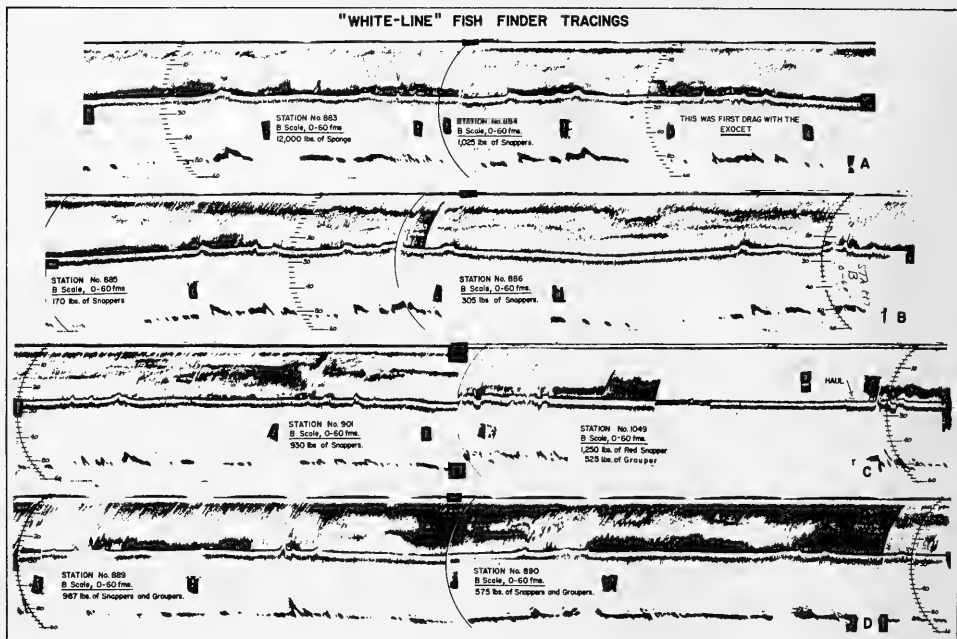 "WHITE-LINE" FISH FINDER TRACINGS
STATION No. 883
B Scale, 0-60 fms
12,000 lbs of Sponge
STATION No. 884
B Scale, 0-60 fms
1,025 lbs of Snappers.
THIS WAS FIRST DRAG WITH THE
EXOCET
A
STATION No. 885
B Scale, 0-60fms
170 lbs. of Snappers
STATION No. 886
B Scale, 0-60fms
305 lbs of Snappers.
B
STATION No. 901
B Scale, 0-60 fms.
930 lbs of Snappers.
STATION No. 1049
B Scale, 0-60 fms.
1,250 lbs. of Red Snapper
525 lbs. of Grouper
HAUL
C
STATION No. 889
B Scale, 0-60 fms.
987 lbs. of Snappers and Groupers.
STATION No. 890
B Scale, 0-60 fms.
575 lbs. of Snappers and Groupers.
D